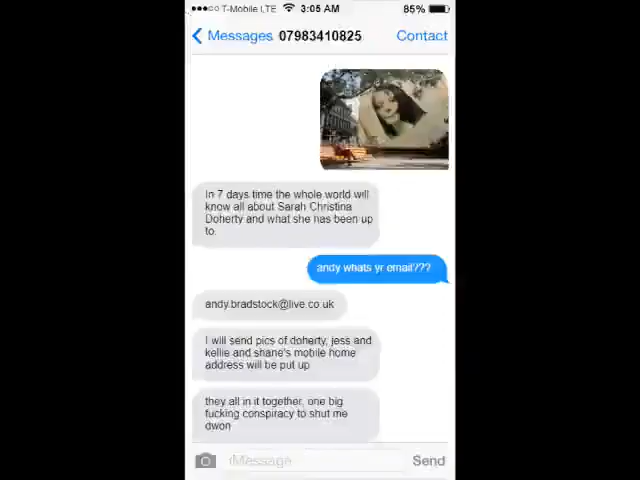 T-Mobile LTE 3:05 AM 85%
Messages 07983410825 Contact
In 7 days time the whole world will
know all about Sarah Christina
Doherty and what she has been up
to.
andy whats yr email???
andy.bradstock@live.co.uk
I will send pics of doherty, jess and
kellie and shane's mobile home
address will be put up
they all in it together, one big
fucking conspiracy to shut me
dwon
iMessage Send